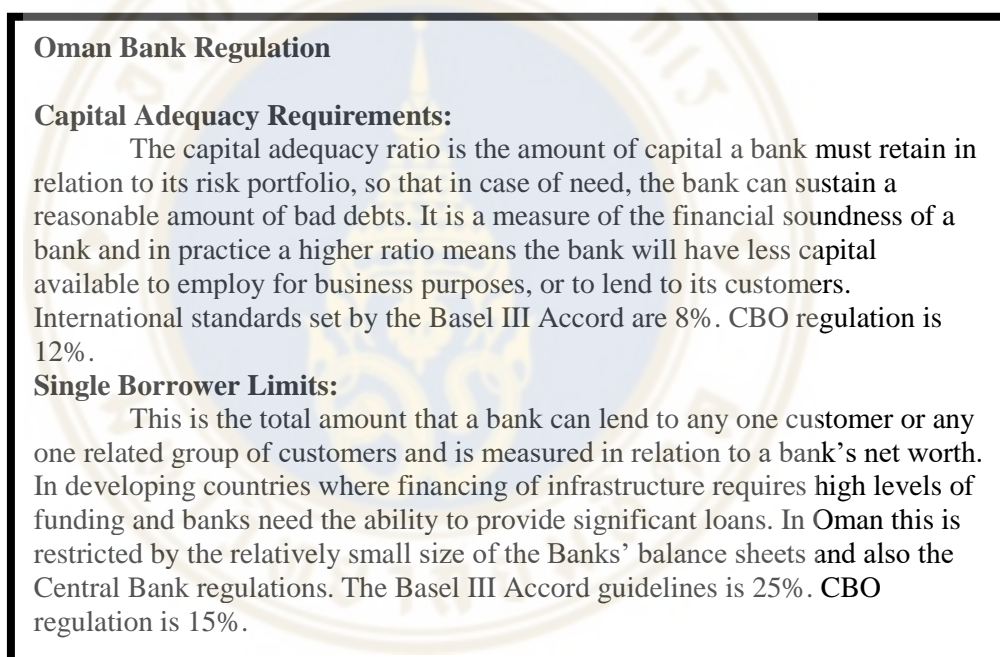 Oman Bank Regulation
Capital Adequacy Requirements:
The capital adequacy ratio is the amount of capital a bank must retain in
relation to its risk portfolio, so that in case of need, the bank can sustain a
reasonable amount of bad debts. It is a measure of the financial soundness of a
bank and in practice a higher ratio means the bank will have less capital
available to employ for business purposes, or to lend to its customers.
International standards set by the Basel III Accord are 8%. CBO regulation is
12%.
Single Borrower Limits:
This is the total amount that a bank can lend to any one customer or any
one related group of customers and is measured in relation to a bank's net worth.
In developing countries where financing of infrastructure requires high levels of
funding and banks need the ability to provide significant loans. In Oman this is
restricted by the relatively small size of the Banks' balance sheets and also the
Central Bank regulations. The Basel III Accord guidelines is 25%. CBO
regulation is 15%.